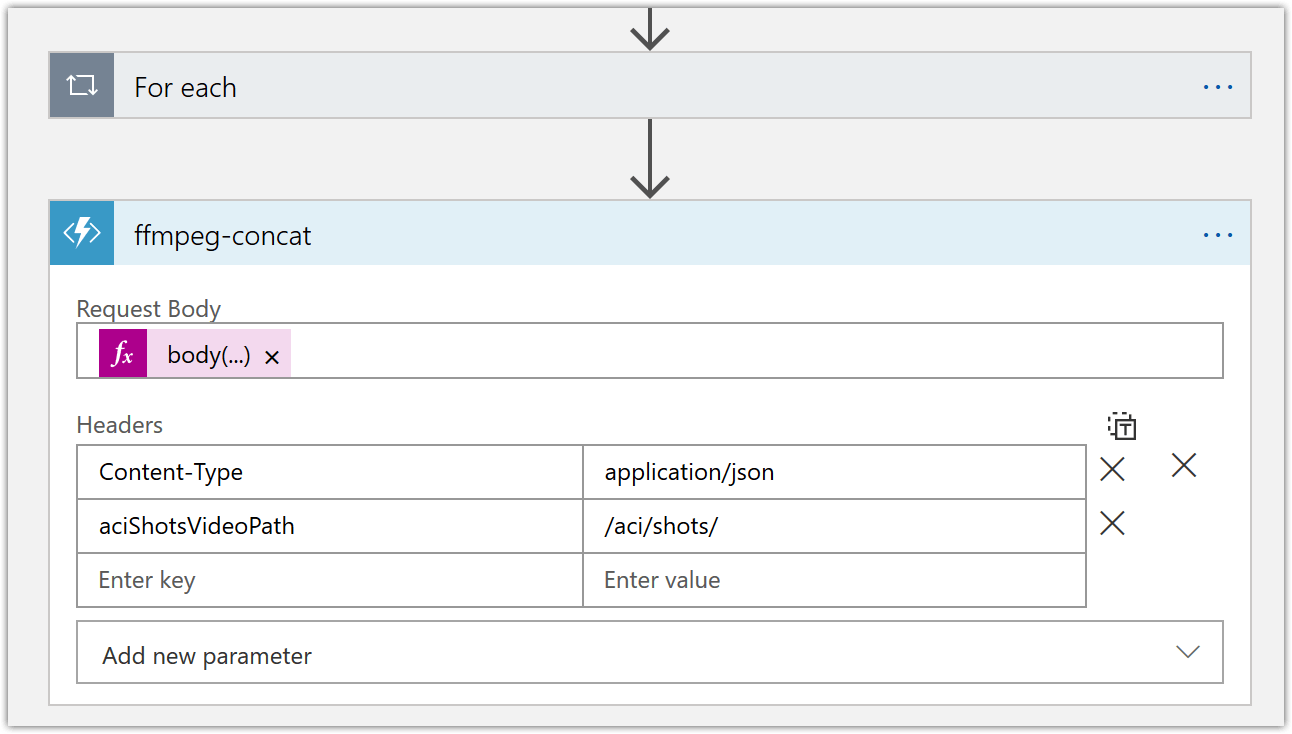 For each
ffmpeg-concat
Request Body
fx body(...)
Headers
Content-Type application/json
aciShotsVideoPath /aci/shots/
Enter key Enter value
Add new parameter